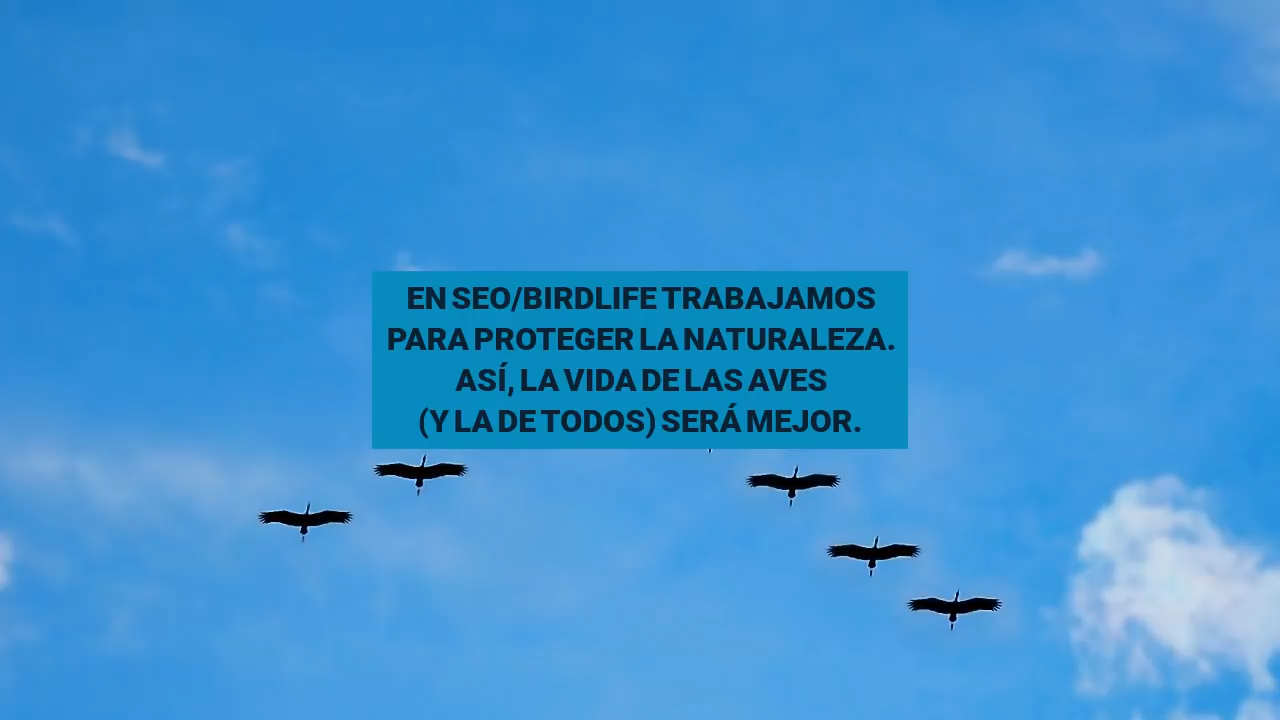 EN SEO/BIRDLIFE TRABAJAMOS
PARA PROTEGER LA NATURALEZA.
ASÍ, LA VIDA DE LAS AVES
(Y LA DE TODOS) SERÁ MEJOR.